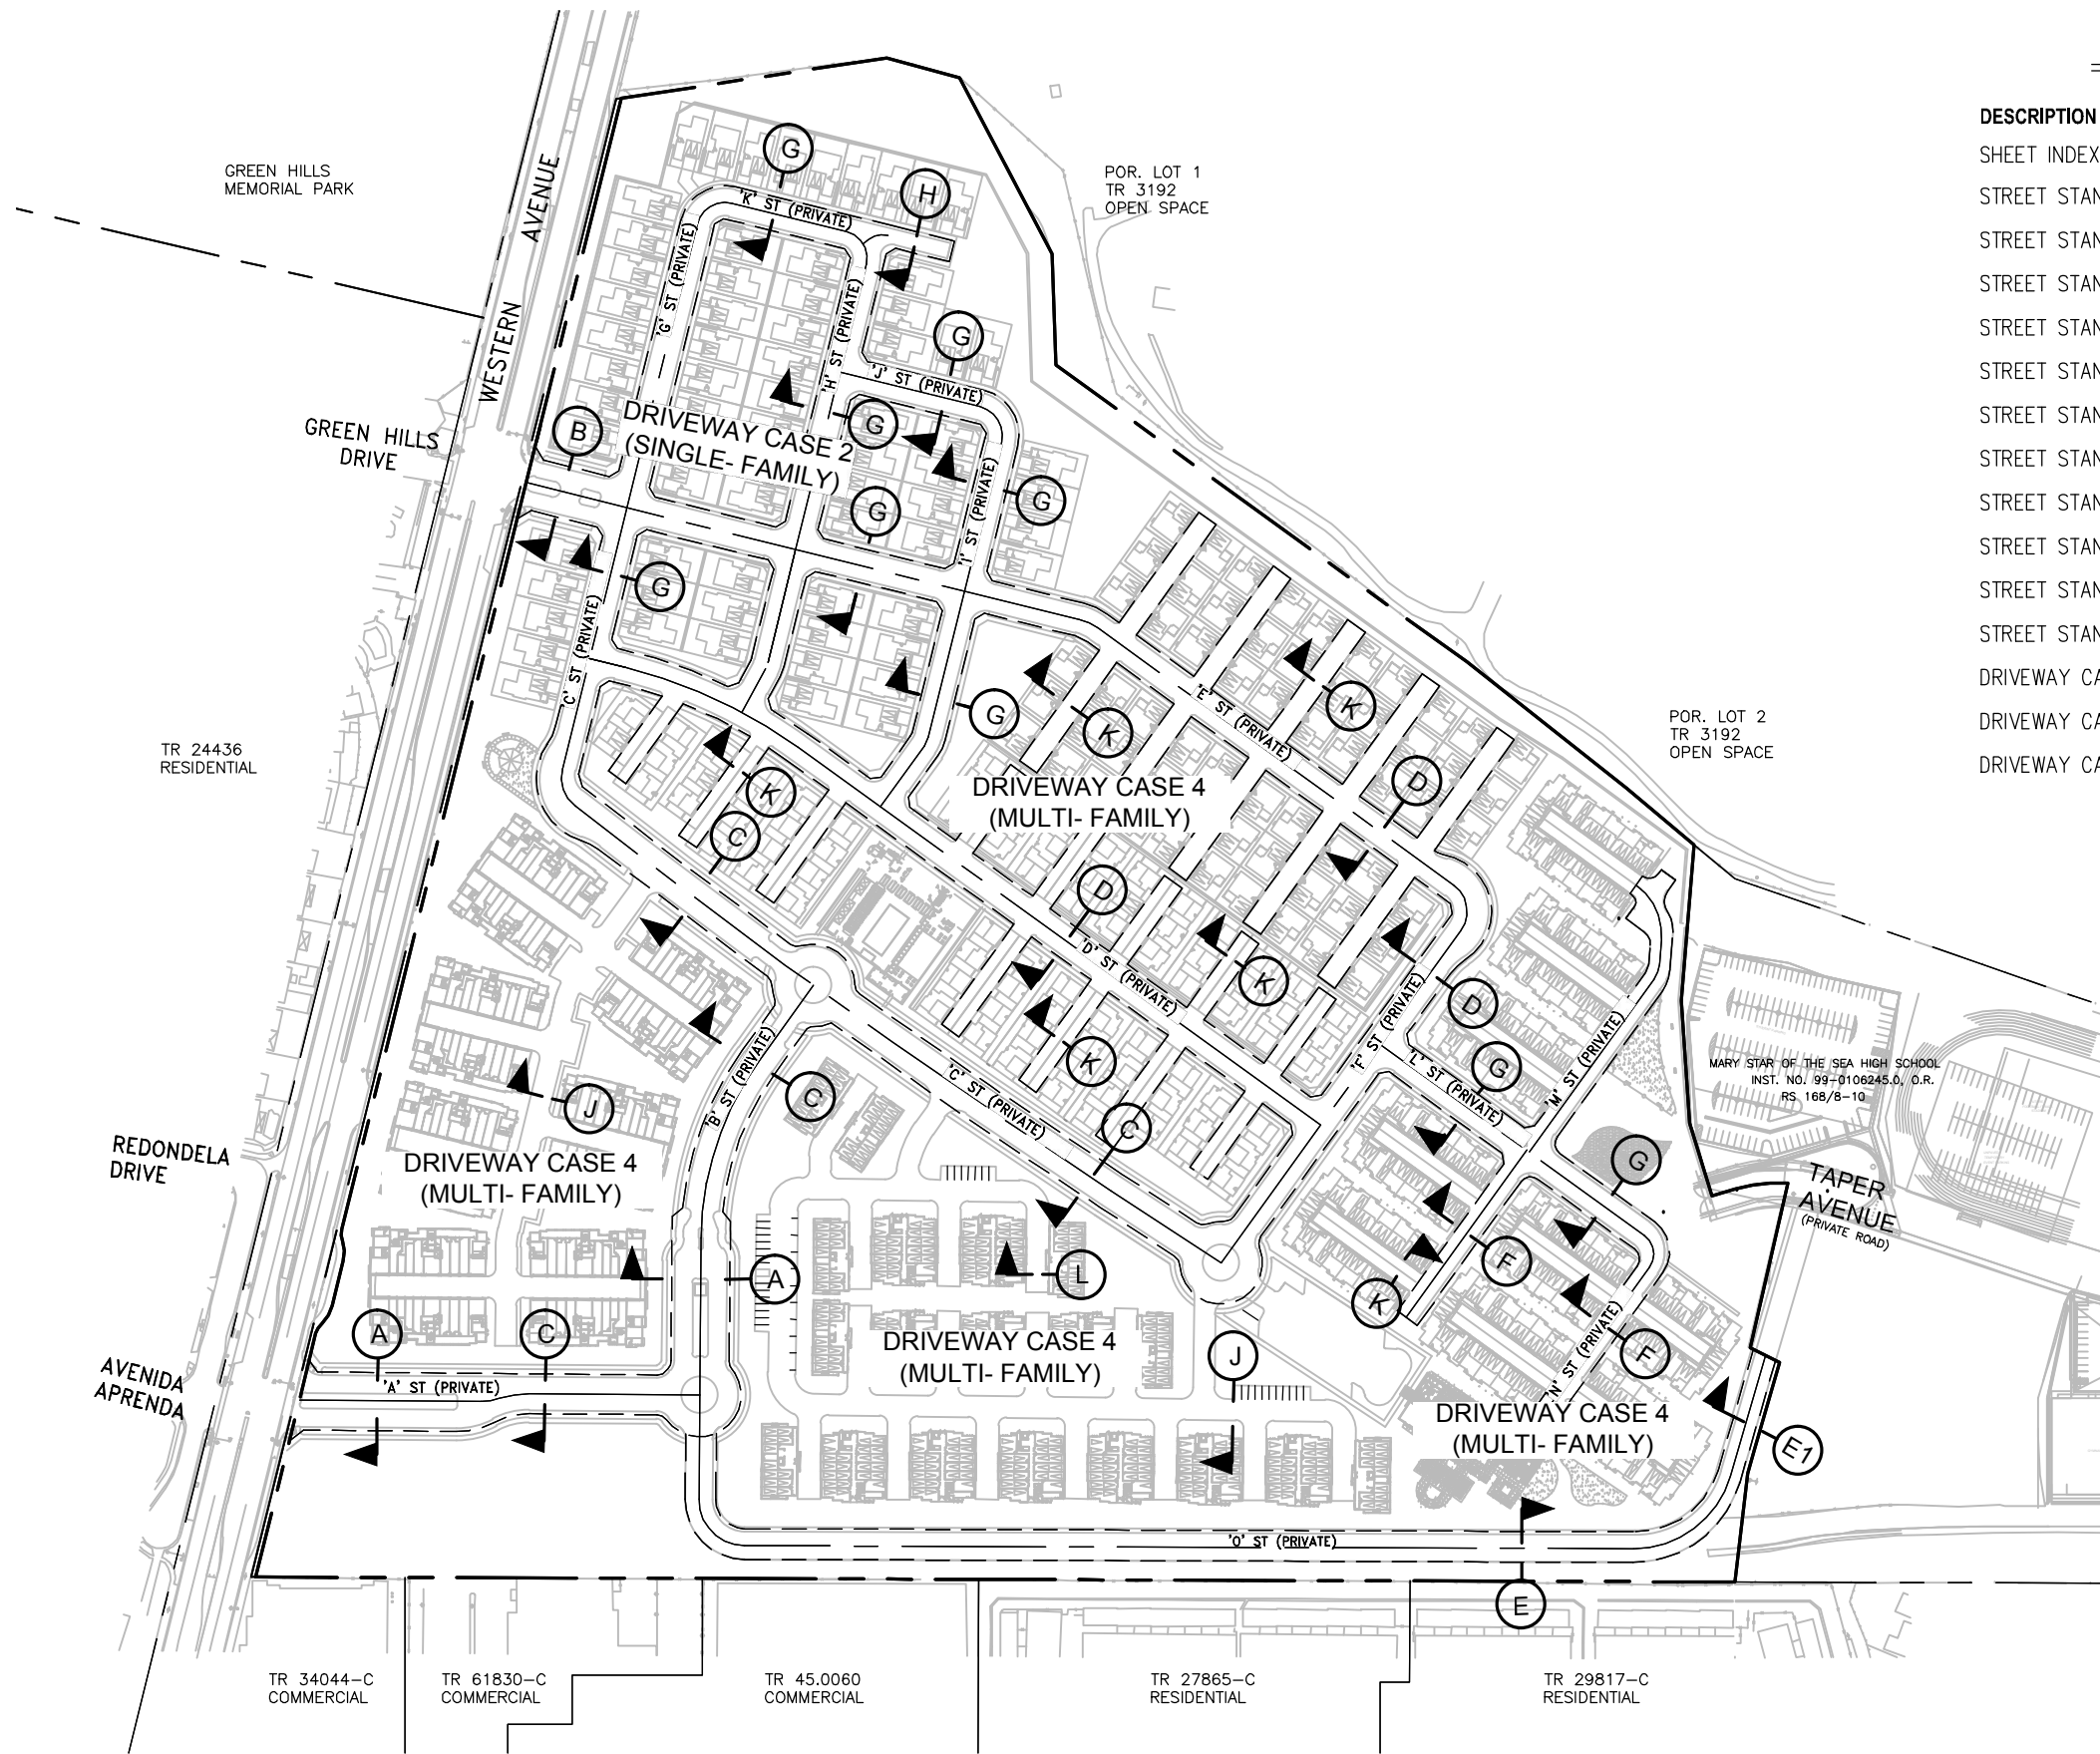 DESCRIPTION
SHEET INDEX
STREET STAN
STREET STAN
STREET STAN
STREET STAN
STREET STAN
STREET STAN
STREET STAN
STREET STAN
STREET STAN
STREET STAN
STREET STAN
DRIVEWAY CA
DRIVEWAY CA
DRIVEWAY CA
GREEN HILLS
MEMORIAL PARK
WESTERN AVENUE
POR. LOT 1
TR 3192
OPEN SPACE
G
H
'K' ST (PRIVATE)
'G' ST (PRIVATE)
'H' ST (PRIVATE)
G
'J' ST (PRIVATE)
GREEN HILLS
DRIVE
B
DRIVEWAY CASE 2
(SINGLE- FAMILY)
G
G
G
'I' ST (PRIVATE)
G
'C' ST (PRIVATE)
TR 24436
RESIDENTIAL
G
K
K
'E' ST (PRIVATE)
POR. LOT 2
TR 3192
OPEN SPACE
K
C
DRIVEWAY CASE 4
(MULTI- FAMILY)
D
D
'D' ST (PRIVATE)
K
D
K
'F' ST (PRIVATE)
'L' ST (PRIVATE)
G
'M' ST (PRIVATE)
MARY STAR OF THE SEA HIGH SCHOOL
INST. NO. 99-0106245.0, O.R.
RS 168/8-10
'B' ST (PRIVATE)
C
'C' ST (PRIVATE)
C
J
G
REDONDELA
DRIVE
DRIVEWAY CASE 4
(MULTI- FAMILY)
TAPER
AVENUE
(PRIVATE ROAD)
A
L
F
K
A
C
DRIVEWAY CASE 4
(MULTI- FAMILY)
J
F
'N' ST (PRIVATE)
AVENIDA
APRENDA
'A' ST (PRIVATE)
DRIVEWAY CASE 4
(MULTI- FAMILY)
E1
'O' ST (PRIVATE)
E
TR 34044-C
COMMERCIAL
TR 61830-C
COMMERCIAL
TR 45.0060
COMMERCIAL
TR 27865-C
RESIDENTIAL
TR 29817-C
RESIDENTIAL